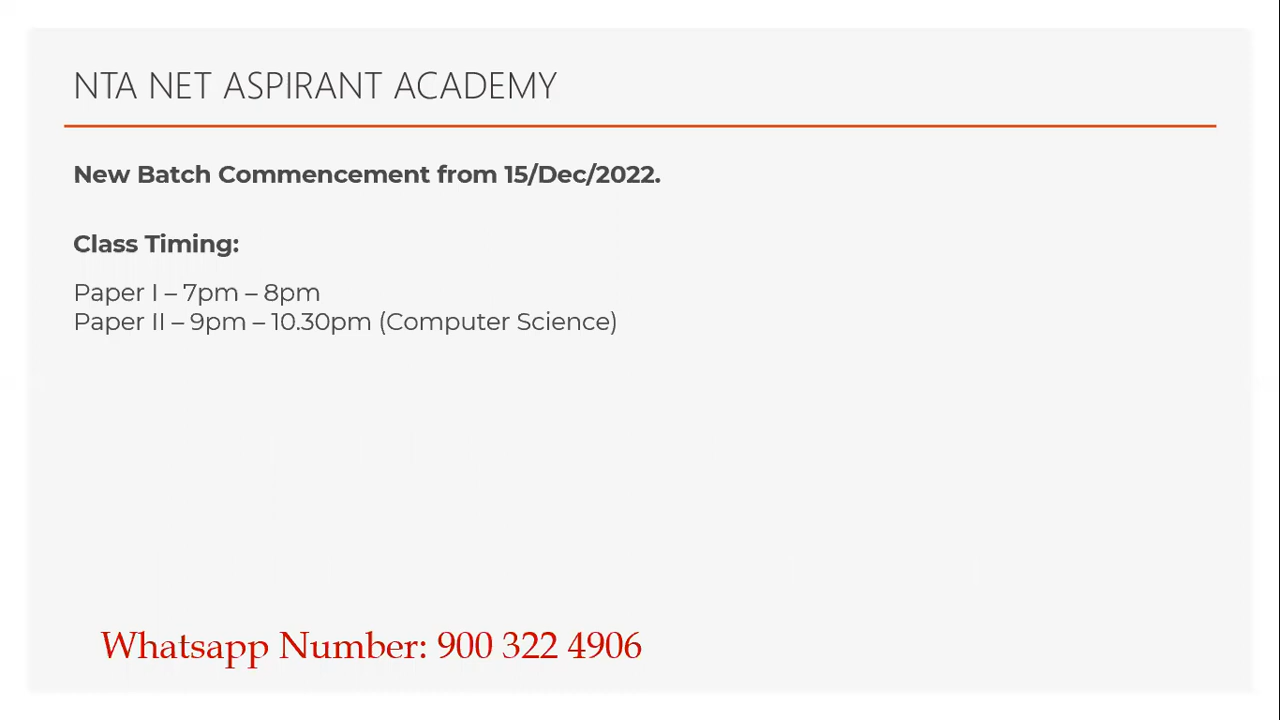 NTA NET ASPIRANT ACADEMY
New Batch Commencement from 15/Dec/2022.
Class Timing:
Paper I – 7pm – 8pm
Paper II – 9pm – 10.30pm (Computer Science)
Whatsapp Number: 900 322 4906